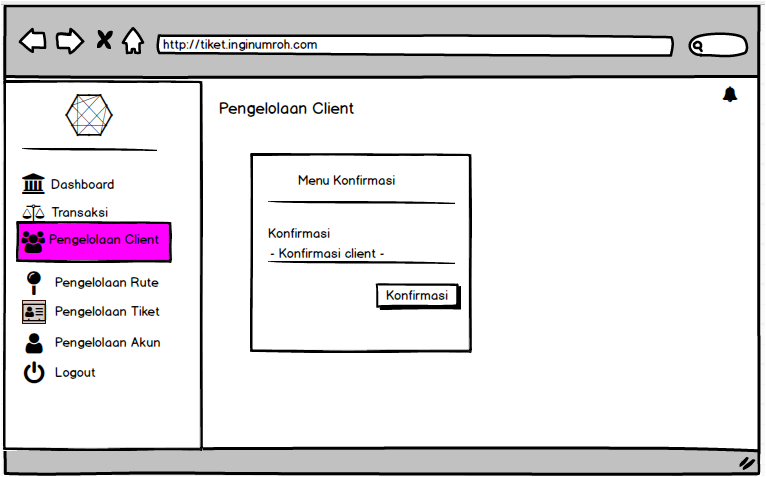 http://tiket.inginumroh.com
Pengelolaan Client
Dashboard
Transaksi
Pengelolaan Client
Pengelolaan Rute
Pengelolaan Tiket
Pengelolaan Akun
Logout
Menu Konfirmasi
Konfirmasi
- Konfirmasi client -
Konfirmasi